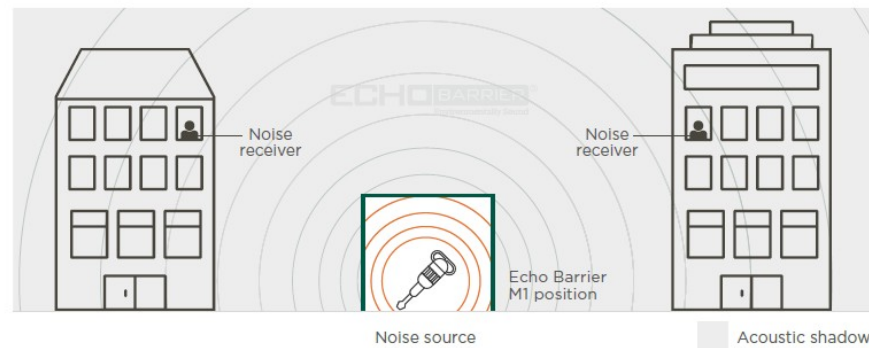 ECHO BARRIER®
Noise
receiver
Noise
receiver
Echo Barrier
M1 position
Noise source
Acoustic shadow